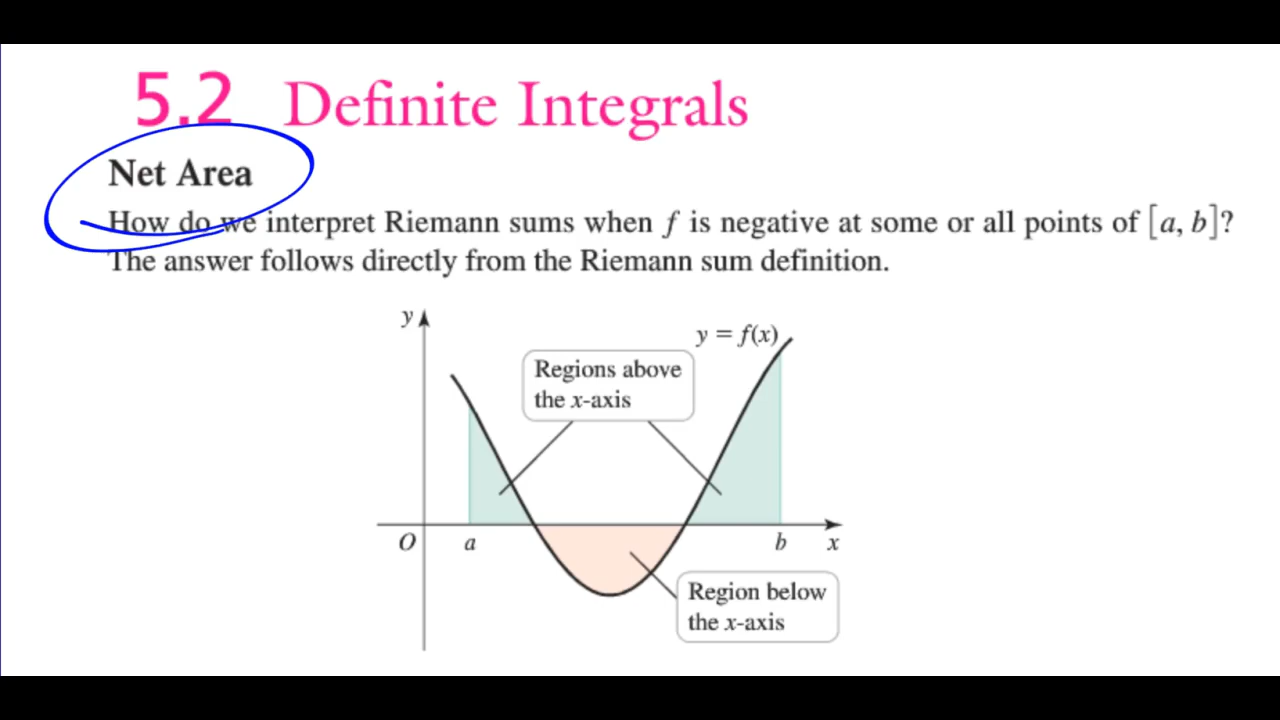 5.2 Definite Integrals
Net Area
How do we interpret Riemann sums when f is negative at some or all points of [a, b]?
The answer follows directly from the Riemann sum definition.
y
y = f(x)
Regions above
the x-axis
O
a
b
x
Region below
the x-axis